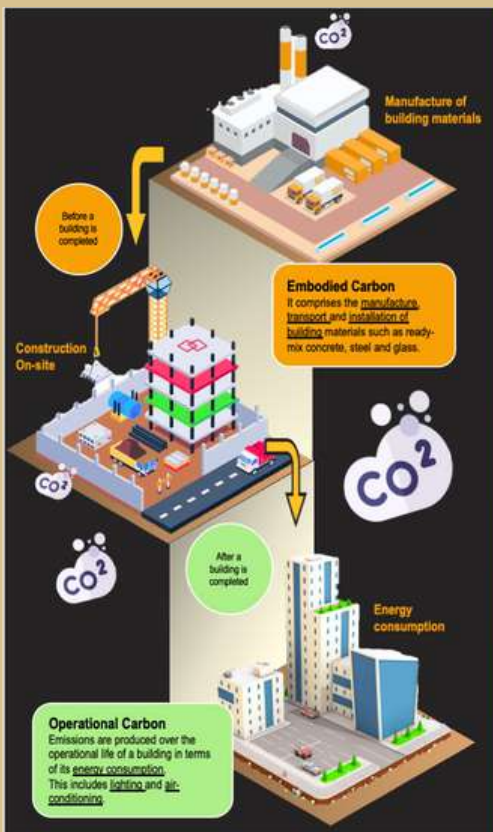 CO²
Manufacture of
building materials
Before a
building is
completed
Embodied Carbon
It comprises the manufacture,
transport and installation of
building materials such as ready-
mix concrete, steel and glass.
Construction
On-site
CO²
CO²
CO²
After a
building is
completed
Energy
consumption
Operational Carbon
Emissions are produced over the
operational life of a building in terms
of its energy consumption.
This includes lighting and air-
conditioning.